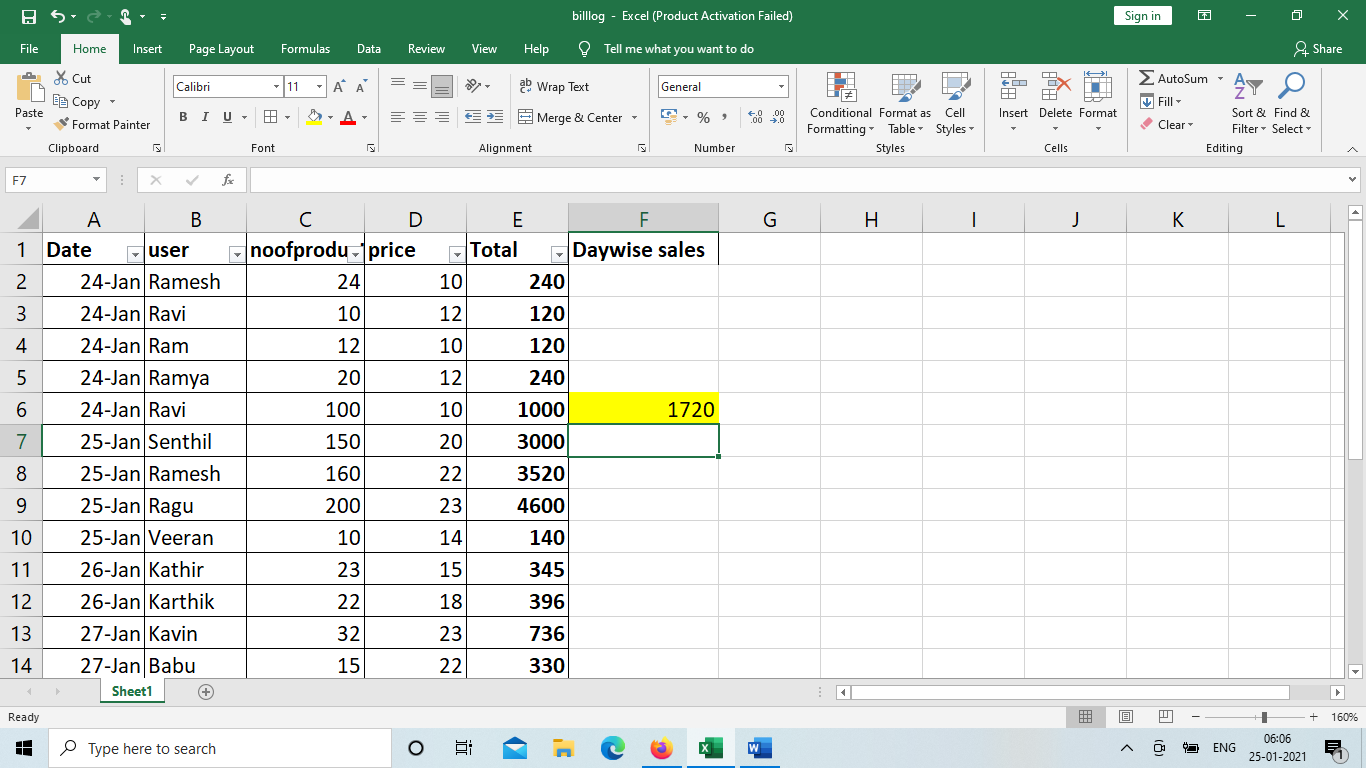 billlog - Excel (Product Activation Failed)
Sign in
File Home Insert Page Layout Formulas Data Review View Help Tell me what you want to do Share
Paste
Cut
Copy
Format Painter
Clipboard
Calibri 11
B I U
Font
Wrap Text
Merge & Center
Alignment
General
% ,
Number
Conditional Formatting
Format as Table
Cell Styles
Styles
Insert Delete Format
Cells
AutoSum
Fill
Clear
Sort & Filter
Find & Select
Editing
F7 fx
A B C D E F G H I J K L
1 Date user noofprodu price Total Daywise sales
2 24-Jan Ramesh 24 10 240
3 24-Jan Ravi 10 12 120
4 24-Jan Ram 12 10 120
5 24-Jan Ramya 20 12 240
6 24-Jan Ravi 100 10 1000 1720
7 25-Jan Senthil 150 20 3000
8 25-Jan Ramesh 160 22 3520
9 25-Jan Ragu 200 23 4600
10 25-Jan Veeran 10 14 140
11 26-Jan Kathir 23 15 345
12 26-Jan Karthik 22 18 396
13 27-Jan Kavin 32 23 736
14 27-Jan Babu 15 22 330
Sheet1
Ready 160%
Type here to search
ENG
06:06
25-01-2021
1